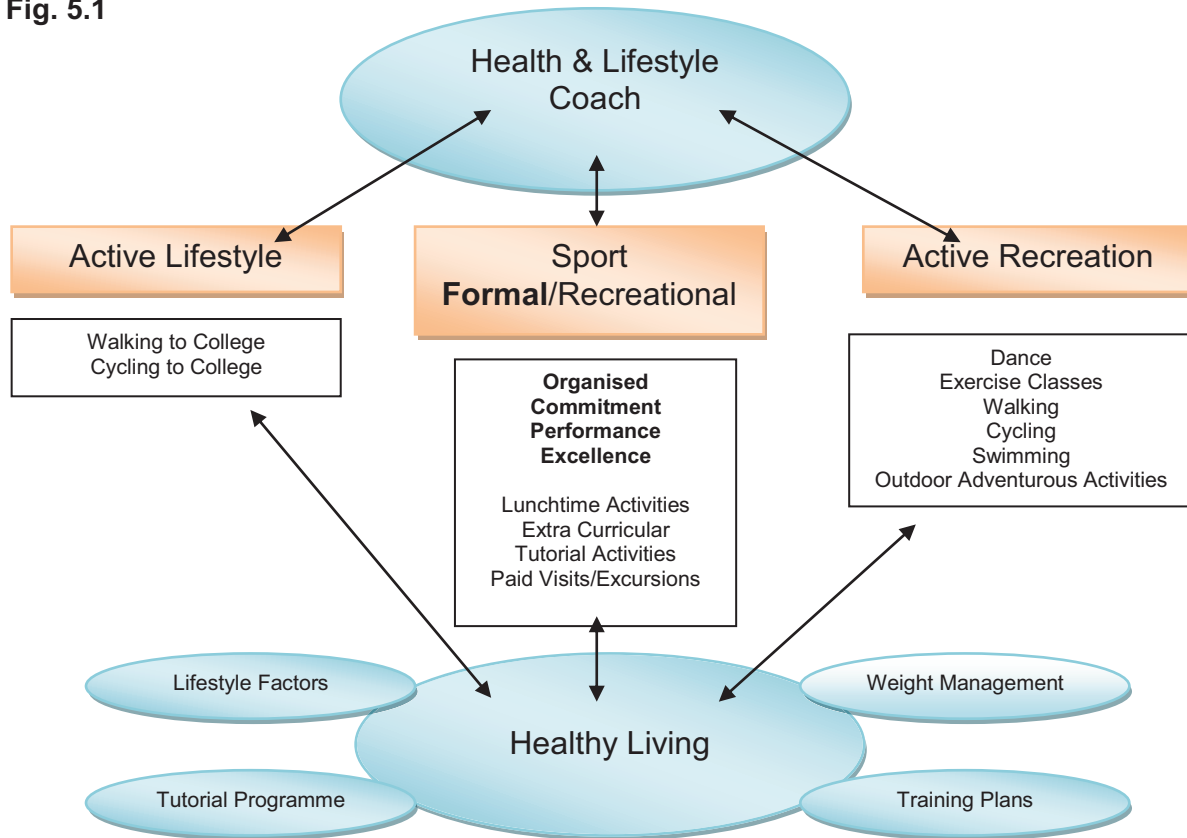 Fig. 5.1
Health & Lifestyle
Coach
Active Lifestyle
Walking to College
Cycling to College
Sport
Formal/Recreational
Organised
Commitment
Performance
Excellence
Lunchtime Activities
Extra Curricular
Tutorial Activities
Paid Visits/Excursions
Active Recreation
Dance
Exercise Classes
Walking
Cycling
Swimming
Outdoor Adventurous Activities
Lifestyle Factors
Weight Management
Healthy Living
Tutorial Programme
Training Plans